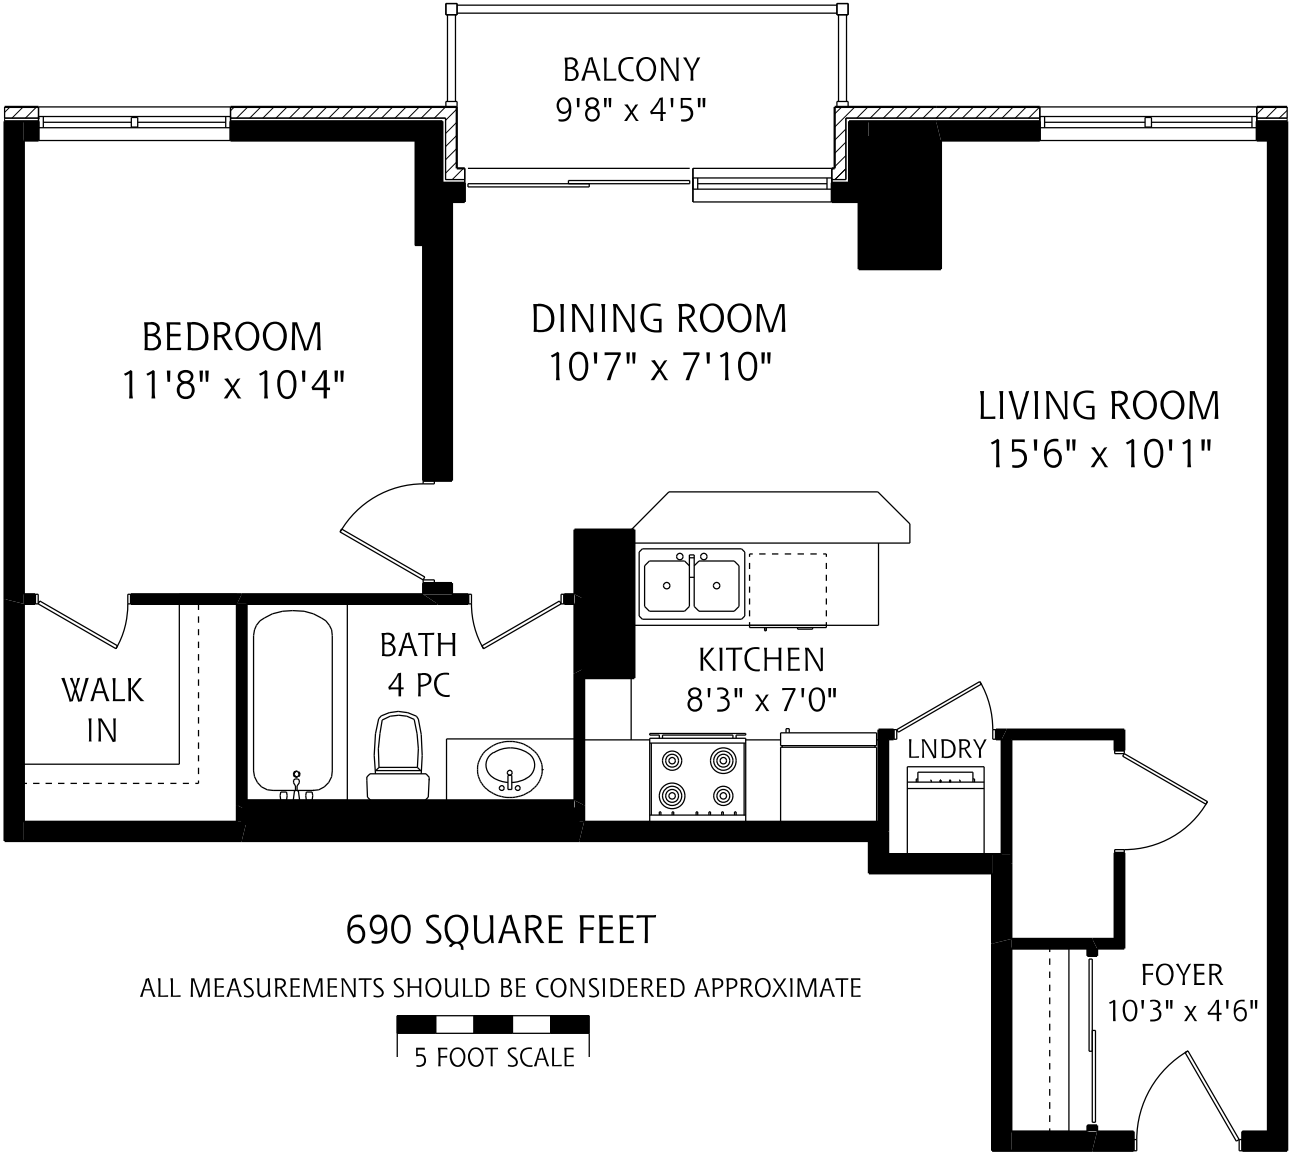 BALCONY
9'8" x 4'5"
BEDROOM
11'8" x 10'4"
DINING ROOM
10'7" x 7'10"
LIVING ROOM
15'6" x 10'1"
WALK
IN
BATH
4 PC
KITCHEN
8'3" x 7'0"
LNDRY
FOYER
10'3" x 4'6"
690 SQUARE FEET
ALL MEASUREMENTS SHOULD BE CONSIDERED APPROXIMATE
5 FOOT SCALE